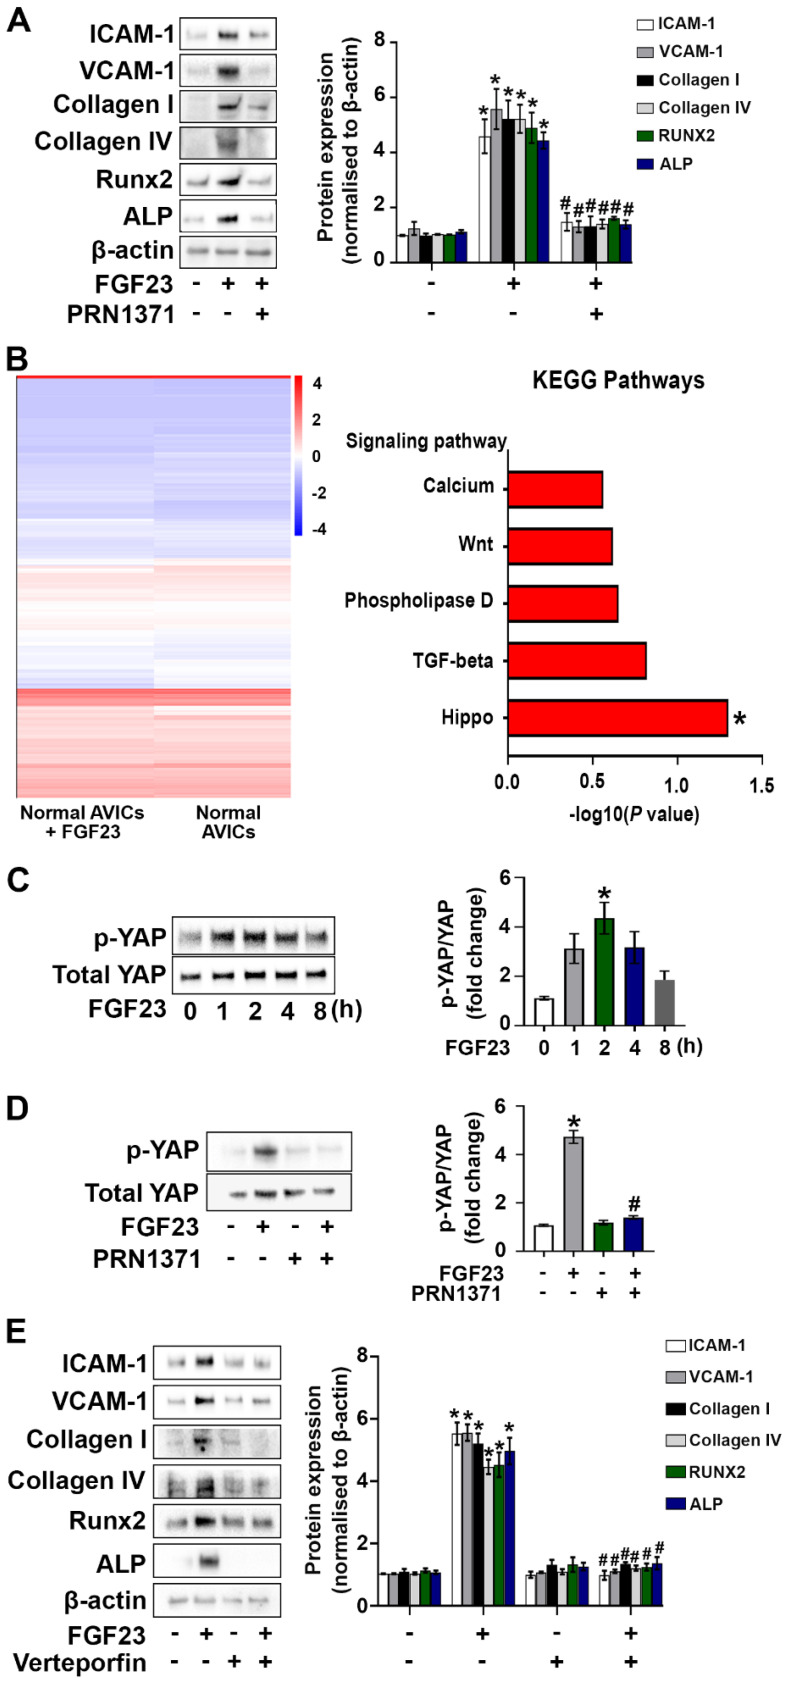 A
ICAM-1
VCAM-1
Collagen I
Collagen IV
Runx2
ALP
β-actin
FGF23 - + +
PRN1371 - - +
Protein expression
(normalised to β-actin)
8
6
4
2
0
* * * * * *
# # # # # #
- + +
- - +
ICAM-1
VCAM-1
Collagen I
Collagen IV
RUNX2
ALP
B
4
2
0
-2
-4
Normal AVICs
+ FGF23
Normal
AVICs
KEGG Pathways
Signaling pathway
Calcium
Wnt
Phospholipase D
TGF-beta
Hippo
*
0.0 0.5 1.0 1.5
-log10(P value)
C
p-YAP
Total YAP
FGF23 0 1 2 4 8 (h)
p-YAP/YAP
(fold change)
6
4
2
0
*
FGF23 0 1 2 4 8 (h)
D
p-YAP
Total YAP
FGF23 - + - +
PRN1371 - - + +
p-YAP/YAP
(fold change)
6
4
2
0
*
#
FGF23 - + - +
PRN1371 - - + +
E
ICAM-1
VCAM-1
Collagen I
Collagen IV
Runx2
ALP
β-actin
FGF23 - + - +
Verteporfin - - + +
Protein expression
(normalised to β-actin)
8
6
4
2
0
* * * * * *
# # # # # #
- + - +
- - + +
ICAM-1
VCAM-1
Collagen I
Collagen IV
RUNX2
ALP